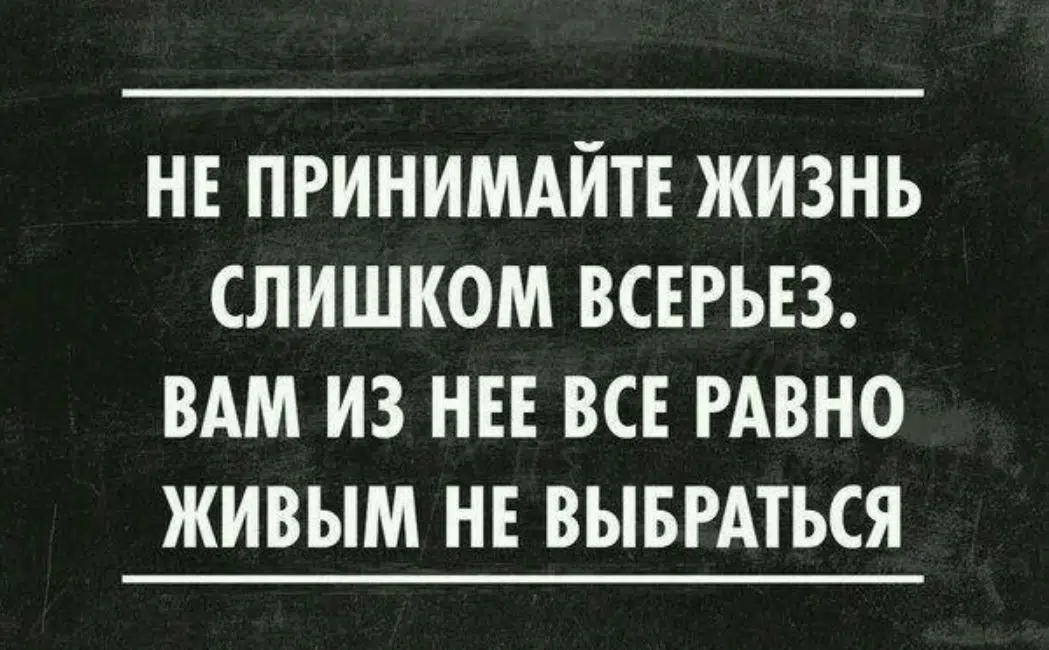 НЕ ПРИНИМАЙТЕ ЖИЗНЬ
СЛИШКОМ ВСЕРЬЕЗ.
ВАМ ИЗ НЕЕ ВСЕ РАВНО
ЖИВЫМ НЕ ВЫБРАТЬСЯ